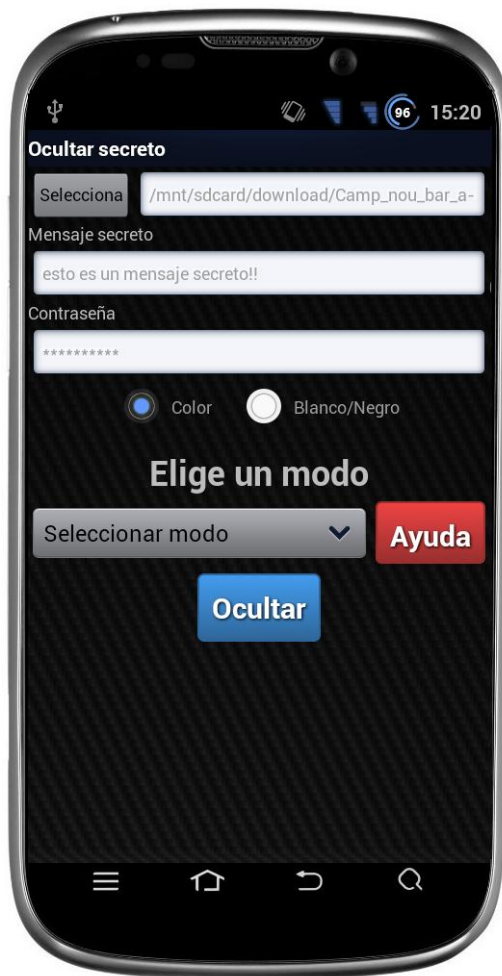 96 15:20
Ocultar secreto
Selecciona /mnt/sdcard/download/Camp_nou_bar_a-
Mensaje secreto
esto es un mensaje secreto!!
Contraseña
**********
Color Blanco/Negro
Elige un modo
Seleccionar modo Ayuda
Ocultar